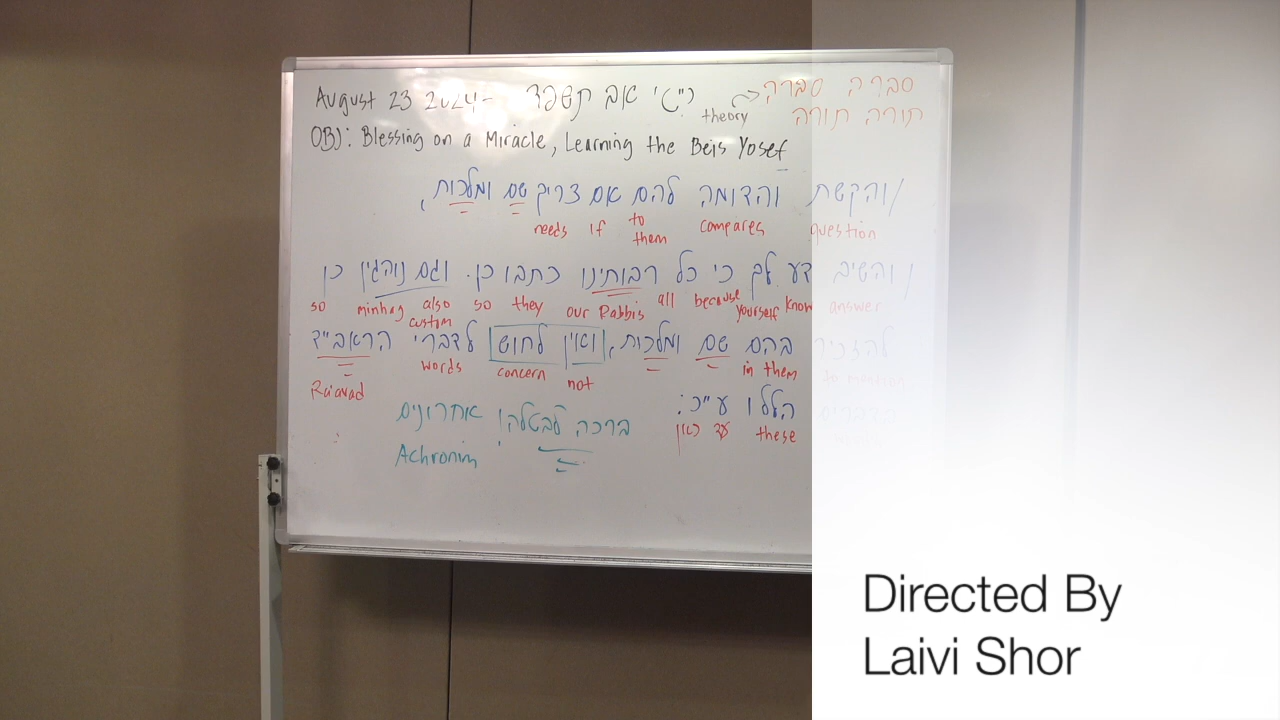 August 23 2024 - י"ט אב תשפד
theory
סברה סברה
תורה תורה
OBJ: Blessing on a Miracle, Learning the Beis Yosef
והקשת והדומה להם אם צריך שם ומלכות,
needs if to them compares question
והשיב דע לך כי כל רבותינו כתבו כן. וגם נוהגין כן
so minhag also so they our Rabbis all because yourself know answer
custom
להזכיר בהם שם ומלכות, ואין לחוש לדברי הראב"ד
Raavad words concern not in them
הללו ע"כ:
עד כאן these
ברכה לבטלה! אחרונים
Achronim
Directed By
Laivi Shor